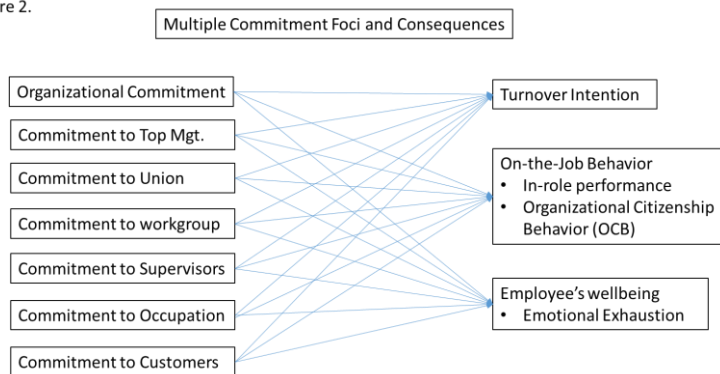 re 2.
Multiple Commitment Foci and Consequences
Organizational Commitment
Commitment to Top Mgt.
Commitment to Union
Commitment to workgroup
Commitment to Supervisors
Commitment to Occupation
Commitment to Customers
Turnover Intention
On-the-Job Behavior
• In-role performance
• Organizational Citizenship
Behavior (OCB)
Employee's wellbeing
• Emotional Exhaustion